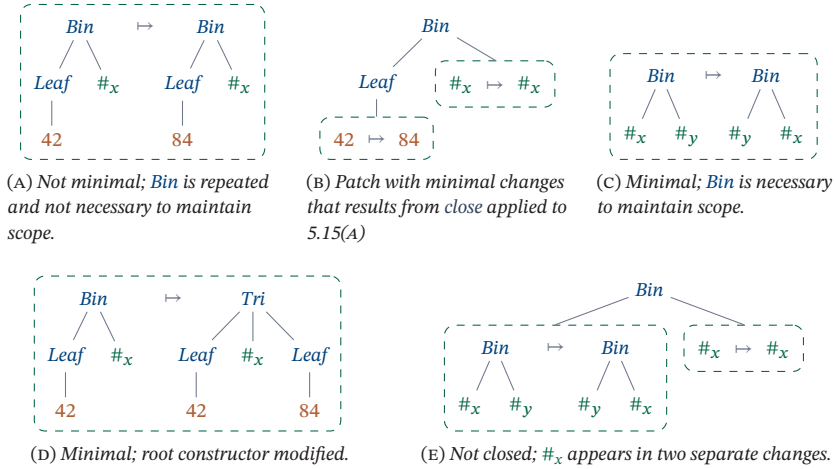 Bin ↦ Bin
Leaf #x Leaf #x
42 84
(A) Not minimal; Bin is repeated
and not necessary to maintain
scope.
Bin
Leaf #x ↦ #x
42 ↦ 84
(B) Patch with minimal changes
that results from close applied to
5.15(A)
Bin ↦ Bin
#x #y #y #x
(C) Minimal; Bin is necessary
to maintain scope.
Bin ↦ Tri
Leaf #x Leaf #x Leaf
42 42 84
(D) Minimal; root constructor modified.
Bin
Bin ↦ Bin #x ↦ #x
#x #y #y #x
(E) Not closed; #x appears in two separate changes.